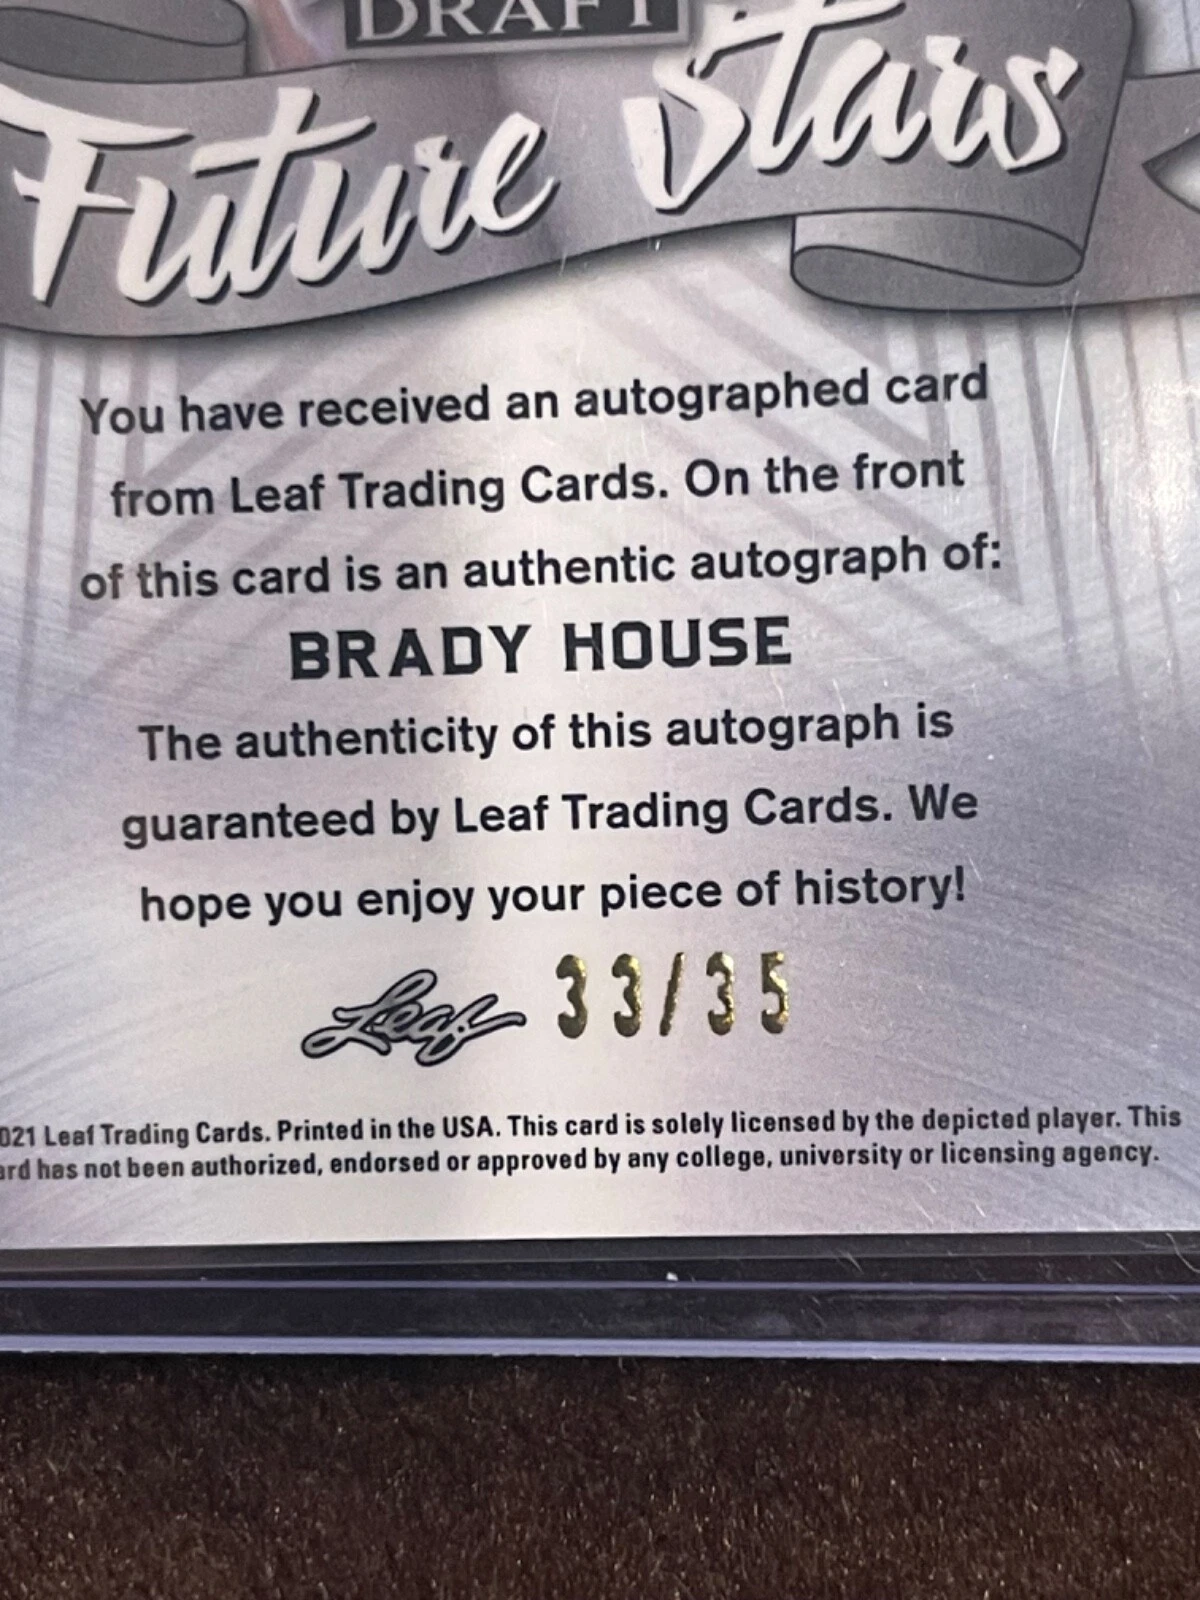 DRAFT
Future Stars
You have received an autographed card
from Leaf Trading Cards. On the front
of this card is an authentic autograph of:
BRADY HOUSE
The authenticity of this autograph is
guaranteed by Leaf Trading Cards. We
hope you enjoy your piece of history!
Leaf 33/35
021 Leaf Trading Cards. Printed in the USA. This card is solely licensed by the depicted player. This
ard has not been authorized, endorsed or approved by any college, university or licensing agency.